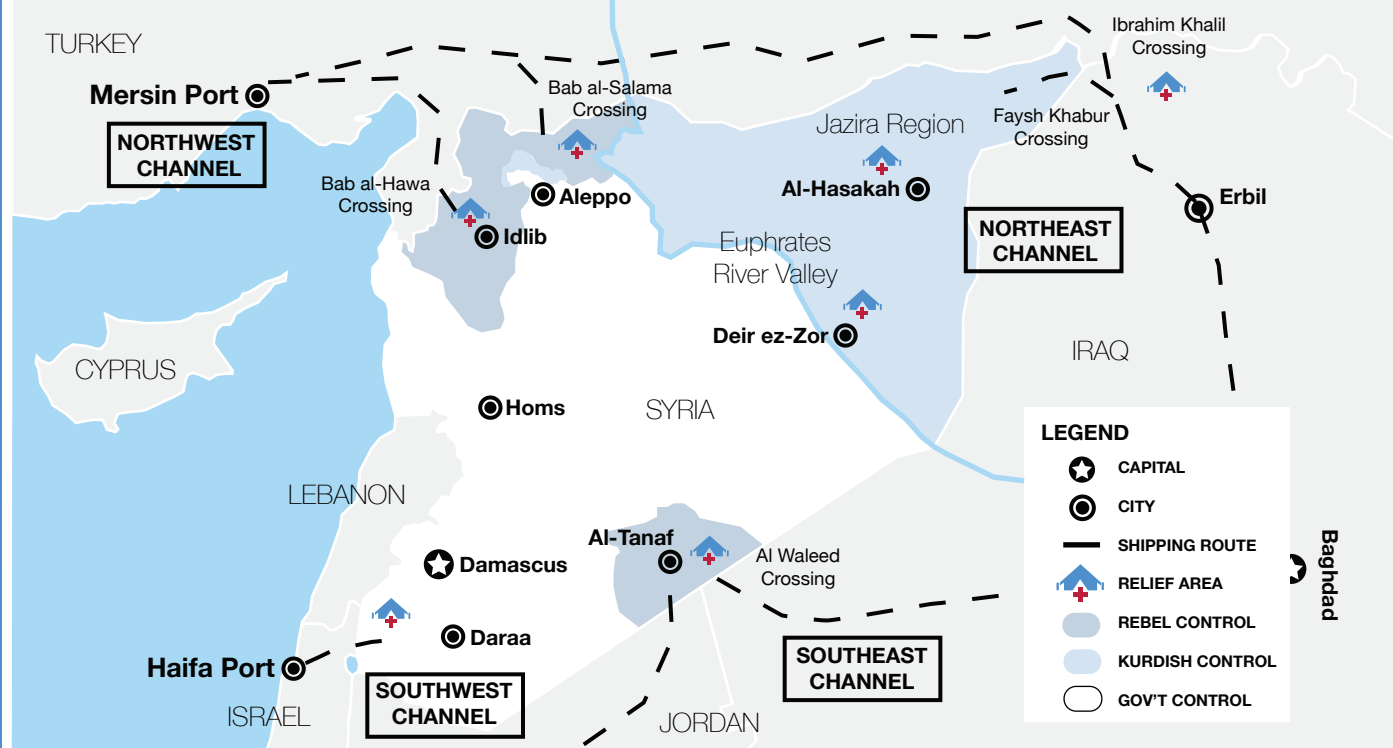 TURKEY
Ibrahim Khalil
Crossing
Mersin Port
Bab al-Salama
Crossing
NORTHWEST
CHANNEL
Faysh Khabur
Crossing
Jazira Region
Bab al-Hawa
Crossing
Al-Hasakah
Aleppo
Erbil
Idlib
NORTHEAST
CHANNEL
Euphrates
River Valley
Deir ez-Zor
IRAQ
CYPRUS
Homs
SYRIA
LEBANON
LEGEND
CAPITAL
CITY
SHIPPING ROUTE
RELIEF AREA
REBEL CONTROL
KURDISH CONTROL
GOV'T CONTROL
Baghdad
Al-Tanaf
Al Waleed
Crossing
Damascus
Daraa
Haifa Port
SOUTHEAST
CHANNEL
SOUTHWEST
CHANNEL
ISRAEL
JORDAN